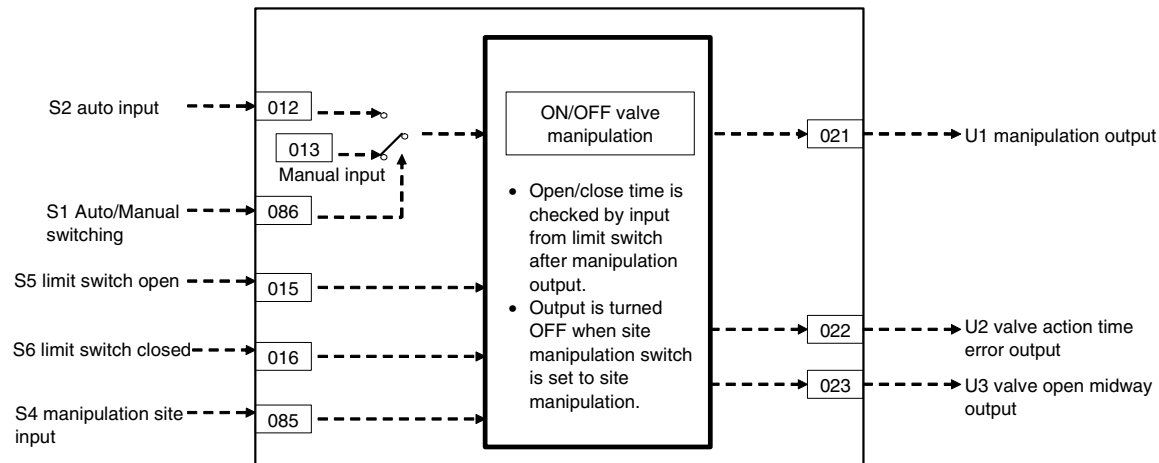 S2 auto input
012
013
Manual input
S1 Auto/Manual
switching
086
S5 limit switch open
015
S6 limit switch closed
016
S4 manipulation site
input
085
ON/OFF valve
manipulation
• Open/close time is
checked by input
from limit switch
after manipulation
output.
• Output is turned
OFF when site
manipulation switch
is set to site
manipulation.
021
U1 manipulation output
022
U2 valve action time
error output
023
U3 valve open midway
output